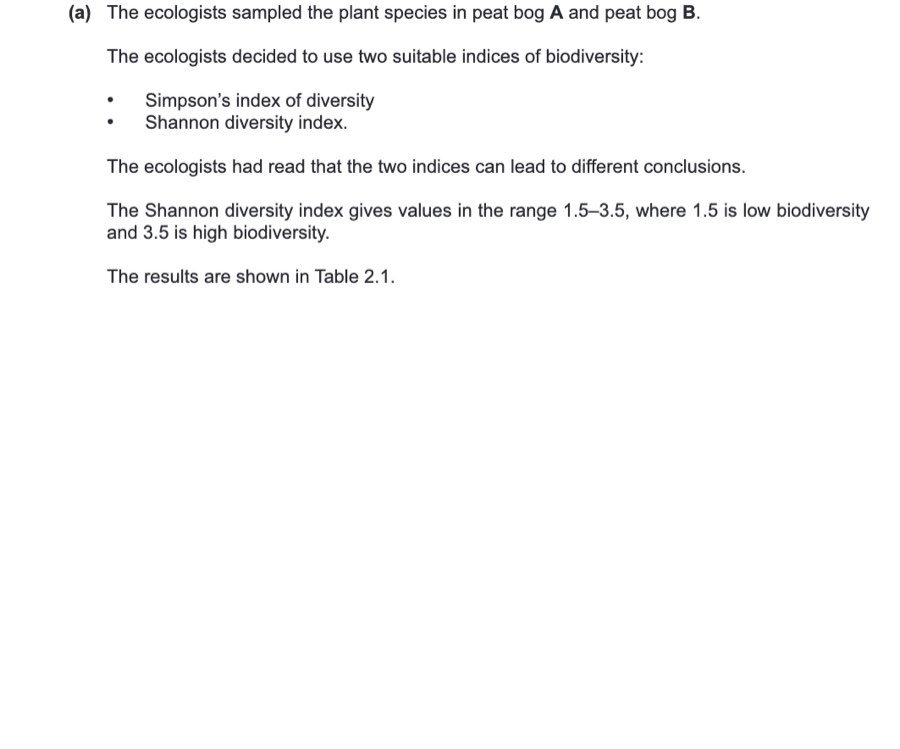 (a) The ecologists sampled the plant species in peat bog A and peat bog B.
The ecologists decided to use two suitable indices of biodiversity:
• Simpson's index of diversity
• Shannon diversity index.
The ecologists had read that the two indices can lead to different conclusions.
The Shannon diversity index gives values in the range 1.5–3.5, where 1.5 is low biodiversity
and 3.5 is high biodiversity.
The results are shown in Table 2.1.